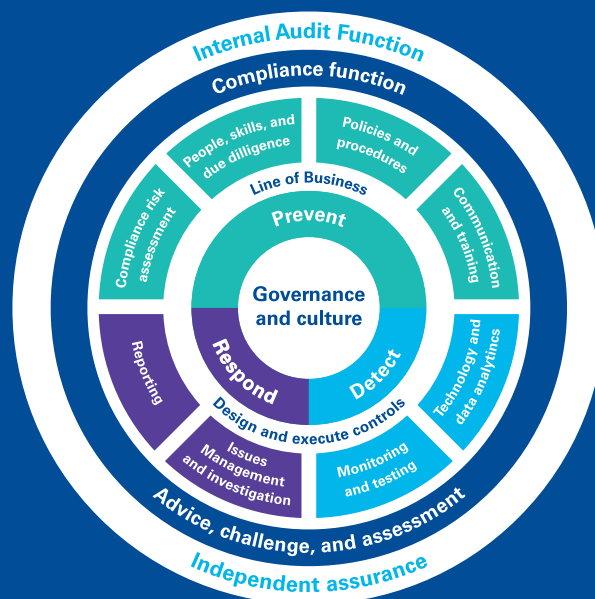 Internal Audit Function
Compliance function
People, skills, and
due dilligence
Policies and
procedures
Line of Business
Compliance risk
assessment
Prevent
Communication
and training
Governance
and culture
Reporting
Respond
Detect
Technology and
data analytincs
Design and execute controls
Issues
Management
and investigation
Monitoring
and testing
Advice, challenge, and assessment
Independent assurance